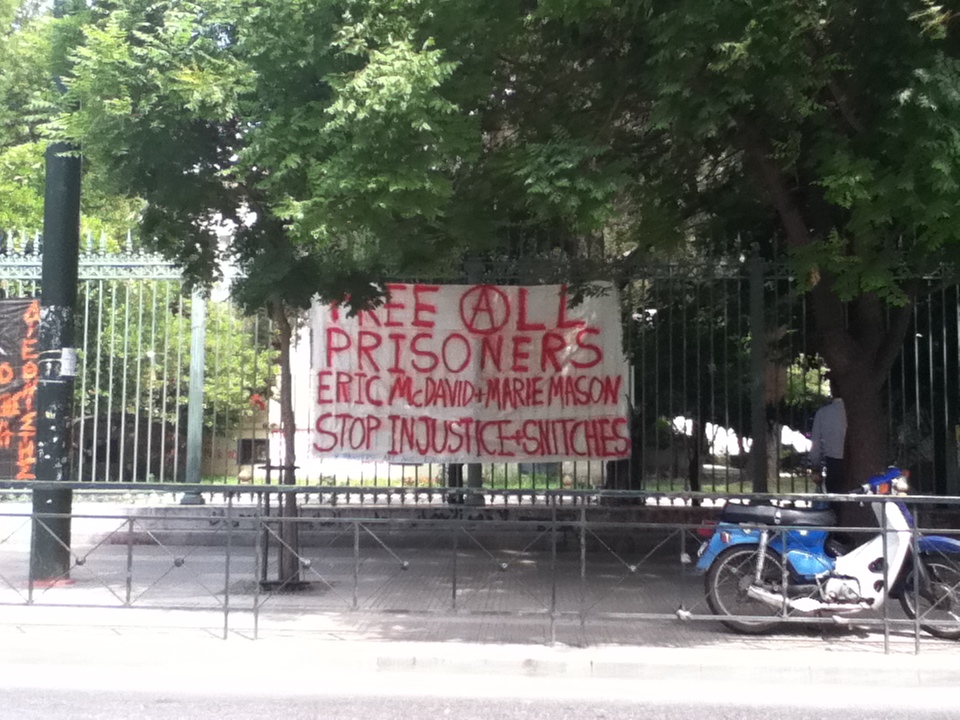 FREE ALL
PRISONERS
ERIC McDAVID + MARIE MASON
STOP INJUSTICE + SNITCHES